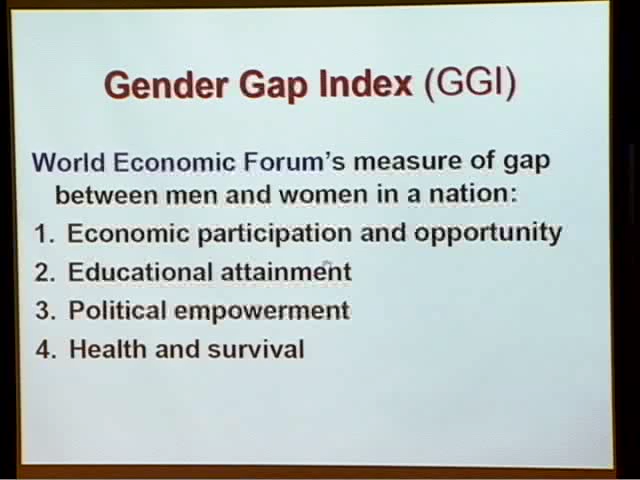 Gender Gap Index (GGI)
World Economic Forum's measure of gap
between men and women in a nation:
1. Economic participation and opportunity
2. Educational attainment
3. Political empowerment
4. Health and survival